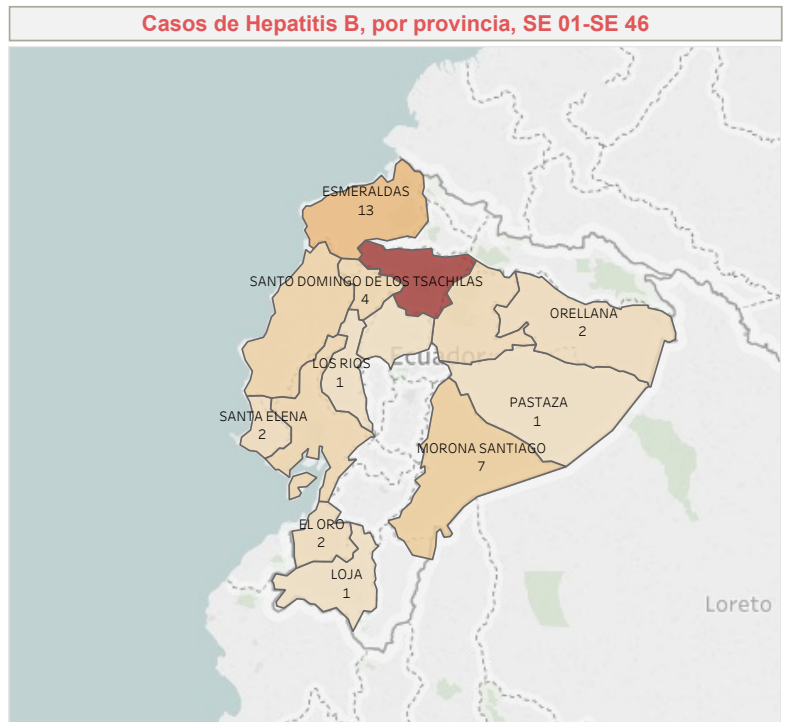 Casos de Hepatitis B, por provincia, SE 01-SE 46
ESMERALDAS
13
SANTO DOMINGO DE LOS TSACHILAS
4
ORELLANA
2
Ecuador
LOS RIOS
1
PASTAZA
1
SANTA ELENA
2
MORONA SANTIAGO
7
EL ORO
2
LOJA
1
Loreto